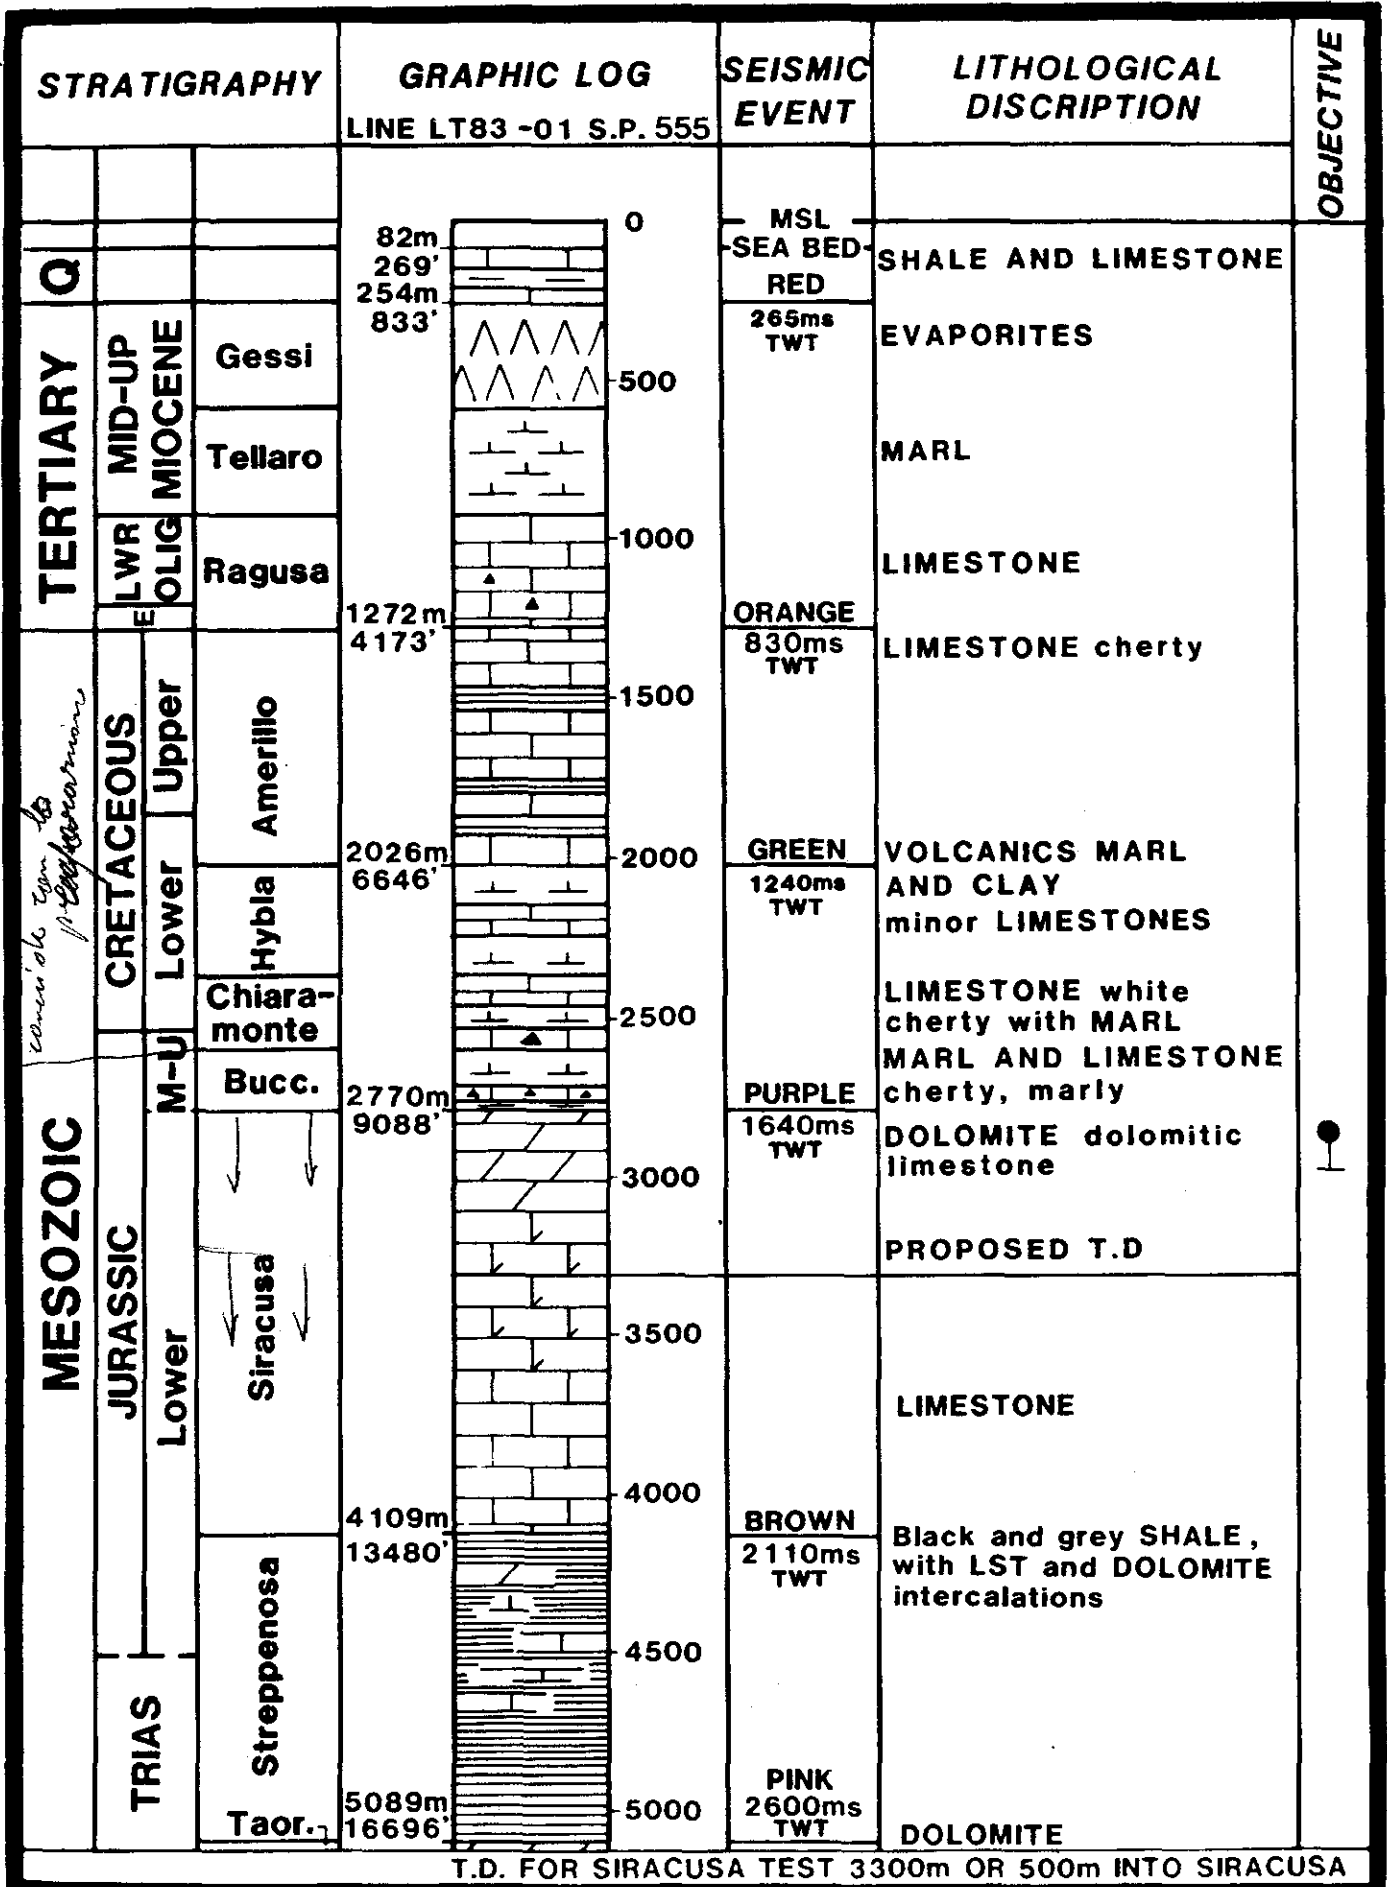 STRATIGRAPHY
GRAPHIC LOG
LINE LT83 -01 S.P. 555
SEISMIC
EVENT
LITHOLOGICAL
DISCRIPTION
OBJECTIVE
Q
TERTIARY
MID-UP
MIOCENE
LWR
OLIG
E
MESOZOIC
CRETACEOUS
Upper
Lower
JURASSIC
M-U
Lower
TRIAS
Gessi
Tellaro
Ragusa
Amerillo
Hybla
Chiara-
monte
Bucc.
Siracusa
Streppenosa
Taor.
82m
269'
254m
833'
1272m
4173'
2026m
6646'
2770m
9088'
4109m
13480'
5089m
16696'
0
500
1000
1500
2000
2500
3000
3500
4000
4500
5000
MSL
SEA BED
RED
265ms
TWT
ORANGE
830ms
TWT
GREEN
1240ms
TWT
PURPLE
1640ms
TWT
BROWN
2110ms
TWT
PINK
2600ms
TWT
SHALE AND LIMESTONE
EVAPORITES
MARL
LIMESTONE
LIMESTONE cherty
VOLCANICS MARL
AND CLAY
minor LIMESTONES
LIMESTONE white
cherty with MARL
MARL AND LIMESTONE
cherty, marly
DOLOMITE dolomitic
limestone
PROPOSED T.D
LIMESTONE
Black and grey SHALE,
with LST and DOLOMITE
intercalations
DOLOMITE
T.D. FOR SIRACUSA TEST 3300m OR 500m INTO SIRACUSA